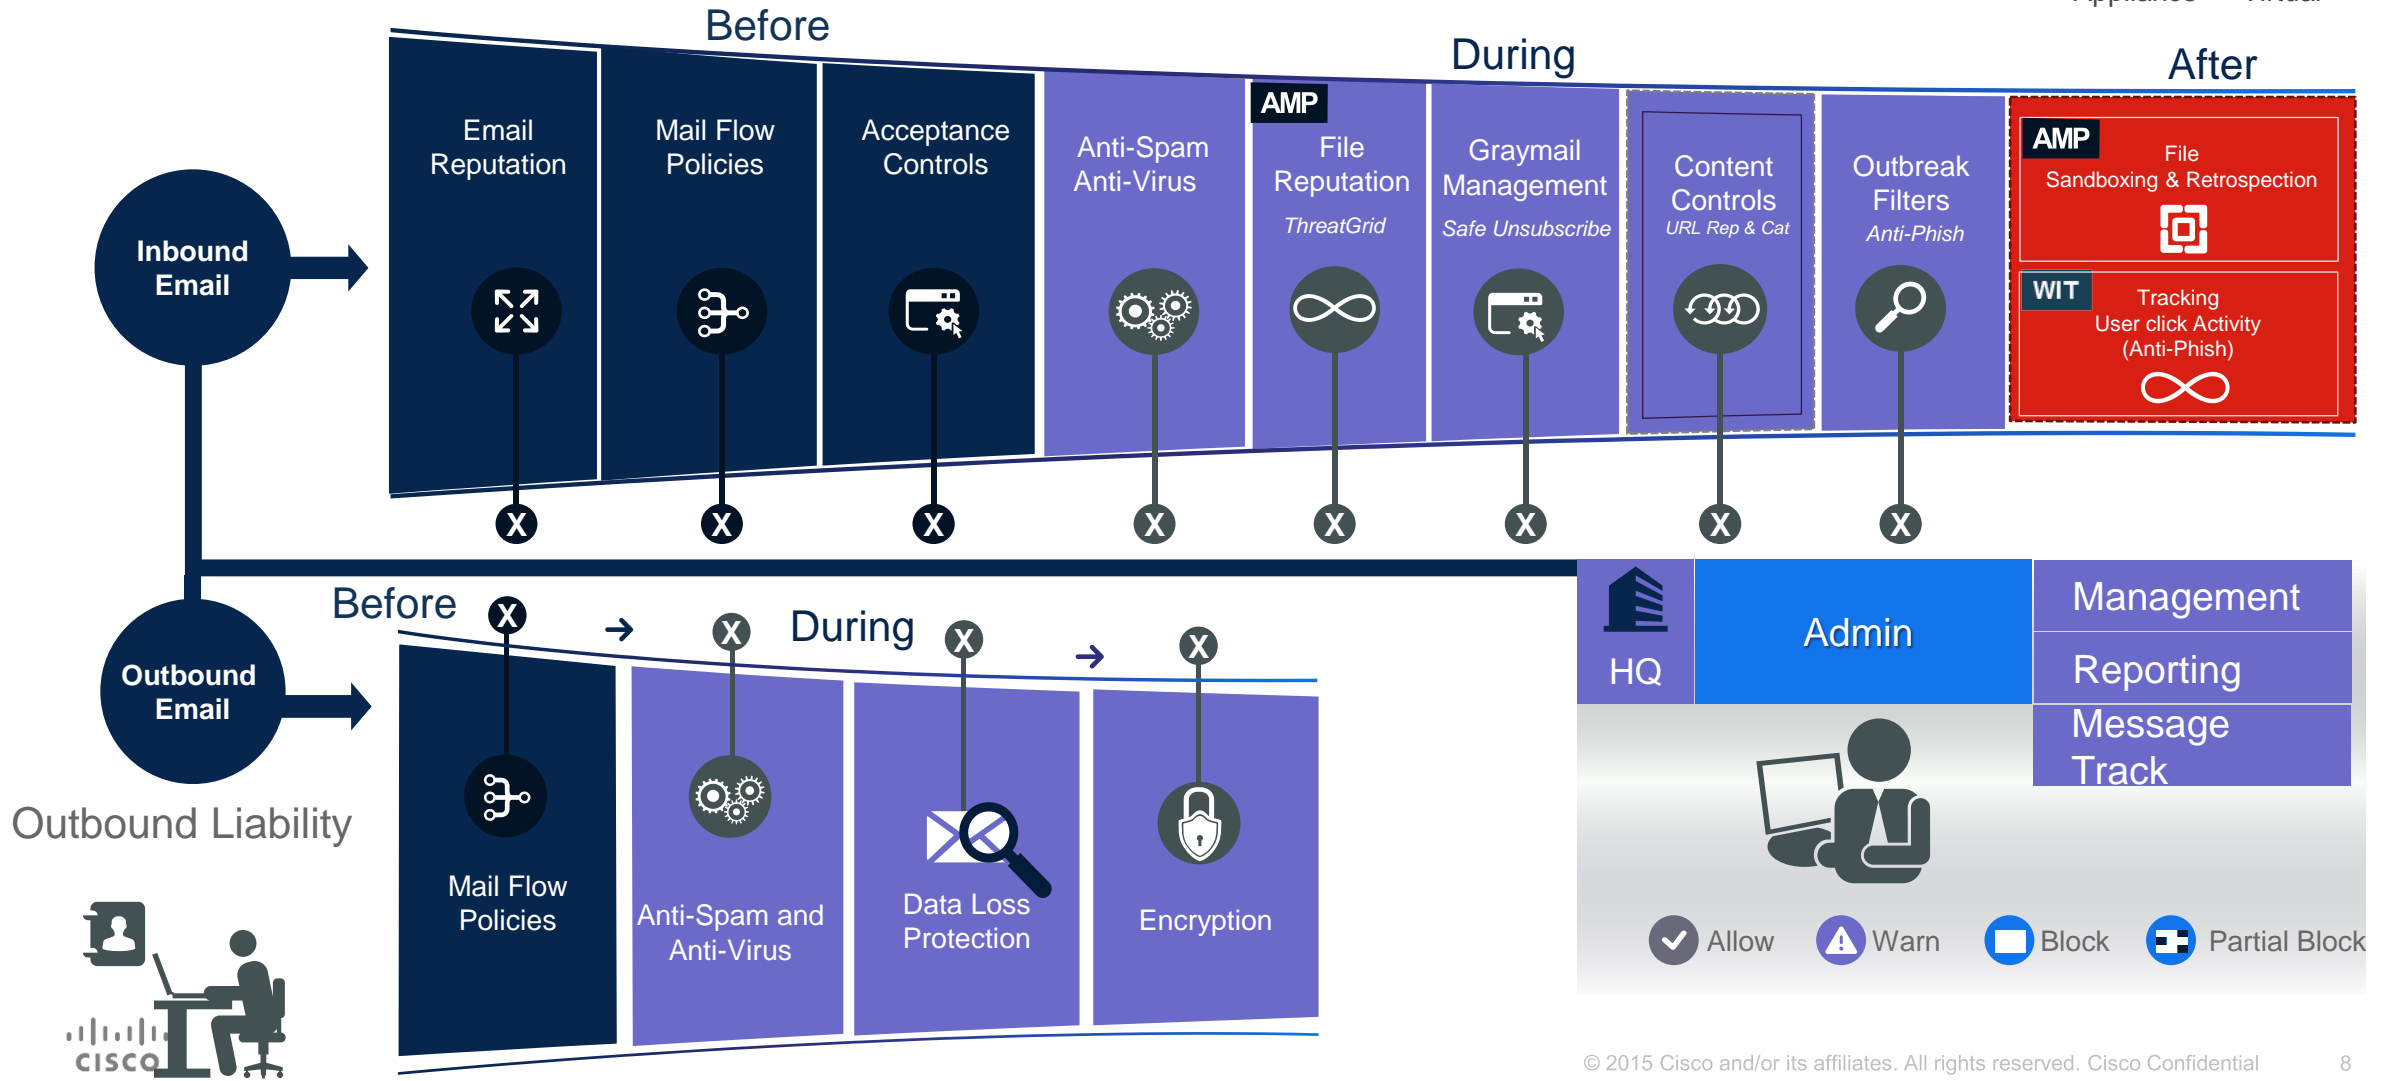 Before
During
After
Email
Reputation
Mail Flow
Policies
Acceptance
Controls
Anti-Spam
Anti-Virus
AMP
File
Reputation
ThreatGrid
Graymail
Management
Safe Unsubscribe
Content
Controls
URL Rep & Cat
Outbreak
Filters
Anti-Phish
AMP
File
Sandboxing & Retrospection
WIT
Tracking
User click Activity
(Anti-Phish)
Inbound
Email
X
X
X
X
X
X
X
X
Before
During
X
X
X
X
Outbound
Email
Outbound Liability
Mail Flow
Policies
Anti-Spam and
Anti-Virus
Data Loss
Protection
Encryption
HQ
Admin
Management
Reporting
Message
Track
Allow
Warn
Block
Partial Block
CISCO
© 2015 Cisco and/or its affiliates. All rights reserved. Cisco Confidential
8